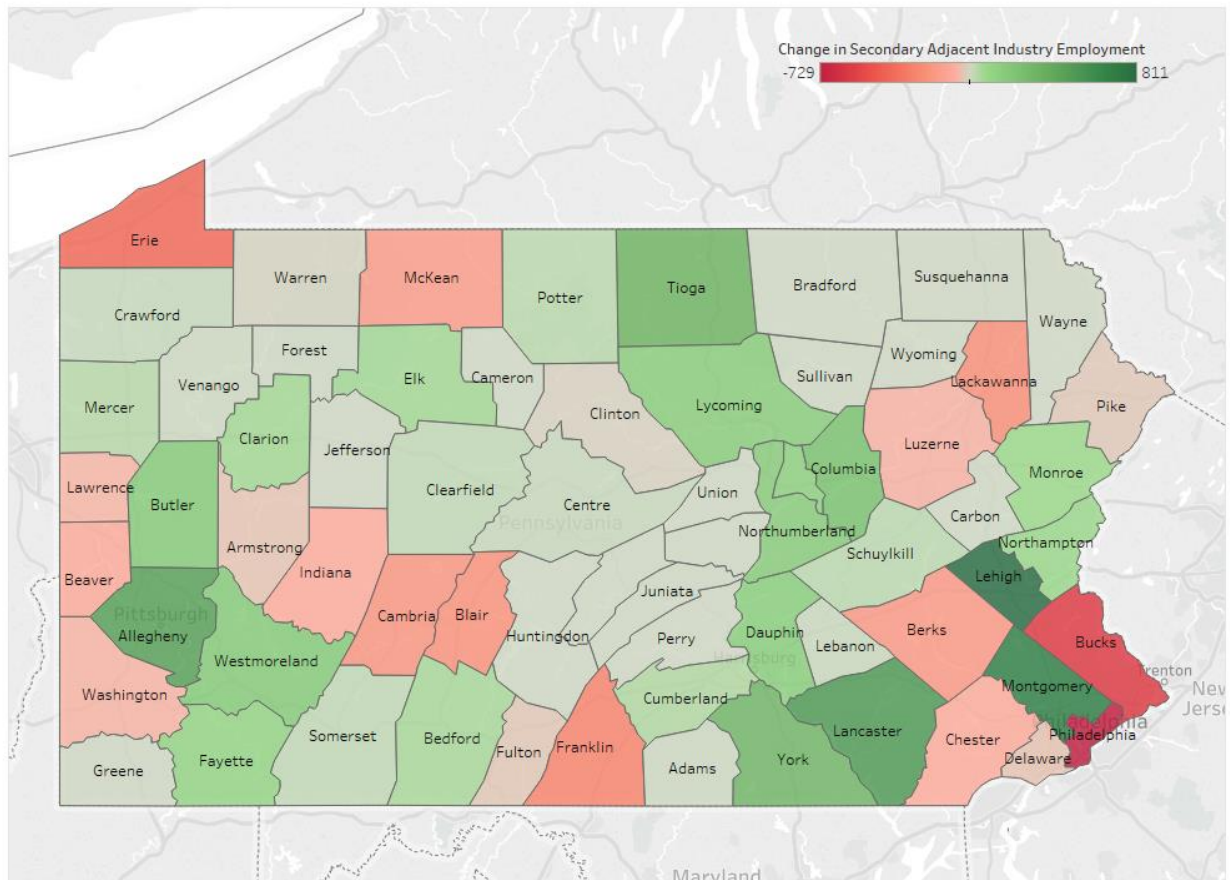 Change in Secondary Adjacent Industry Employment
-729 811
Erie
Warren
McKean
Potter
Tioga
Bradford
Susquehanna
Crawford
Wayne
Forest
Wyoming
Venango
Elk
Cameron
Sullivan
Lackawanna
Mercer
Clinton
Lycoming
Pike
Clarion
Jefferson
Luzerne
Columbia
Monroe
Lawrence
Butler
Clearfield
Centre
Union
Carbon
Pennsylvania
Northumberland
Northampton
Armstrong
Schuylkill
Beaver
Indiana
Lehigh
Juniata
Pittsburgh
Allegheny
Cambria
Blair
Huntingdon
Perry
Dauphin
Lebanon
Berks
Bucks
Harrisburg
Westmoreland
Trenton
Washington
Cumberland
Montgomery
New
Jerse
Philadelphia
Philadelphia
Somerset
Bedford
Fulton
Franklin
Lancaster
Chester
Delaware
Greene
Fayette
Adams
York
Maryland